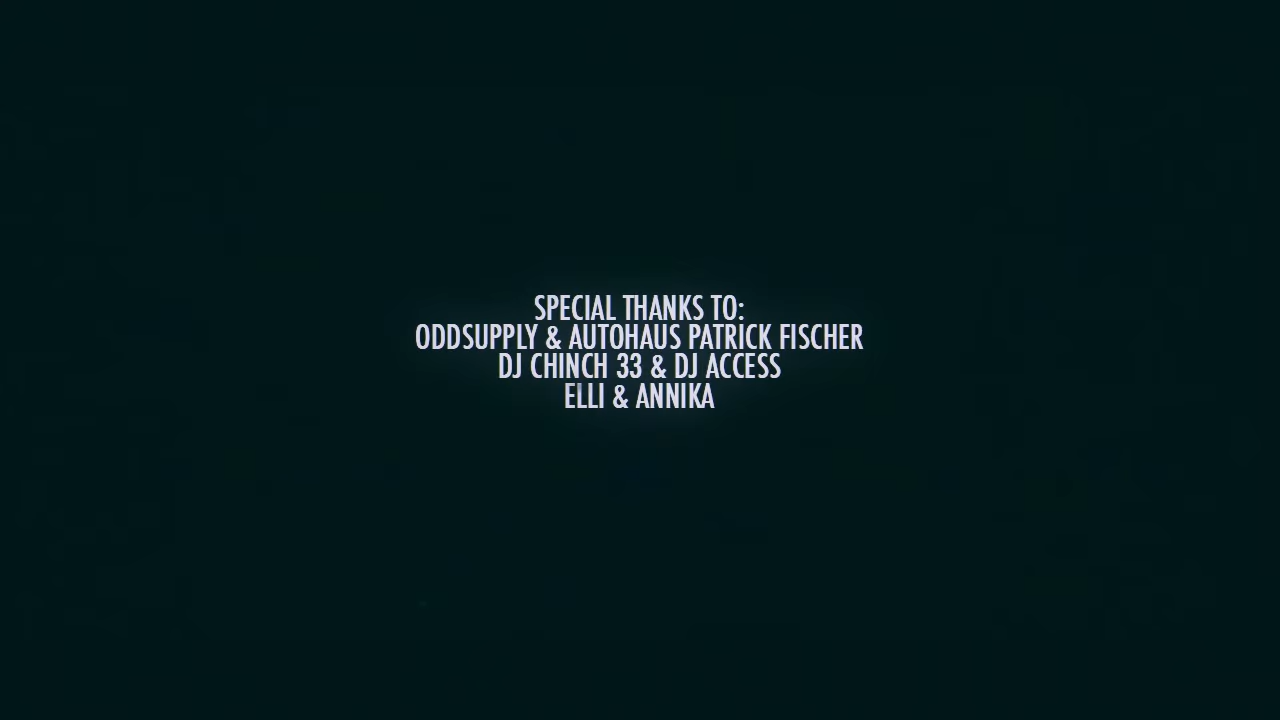 SPECIAL THANKS TO:
ODDSUPPLY & AUTOHAUS PATRICK FISCHER
DJ CHINCH 33 & DJ ACCESS
ELLI & ANNIKA